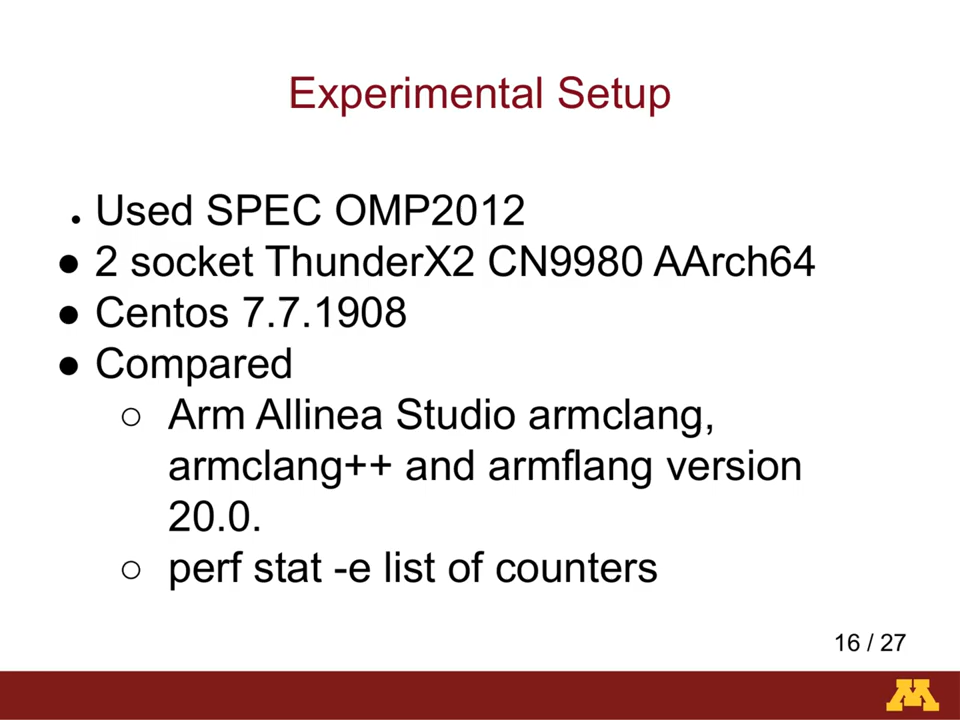 Experimental Setup
• Used SPEC OMP2012
● 2 socket ThunderX2 CN9980 AArch64
● Centos 7.7.1908
● Compared
○ Arm Allinea Studio armclang,
armclang++ and armflang version
20.0.
○ perf stat -e list of counters
16 / 27
M